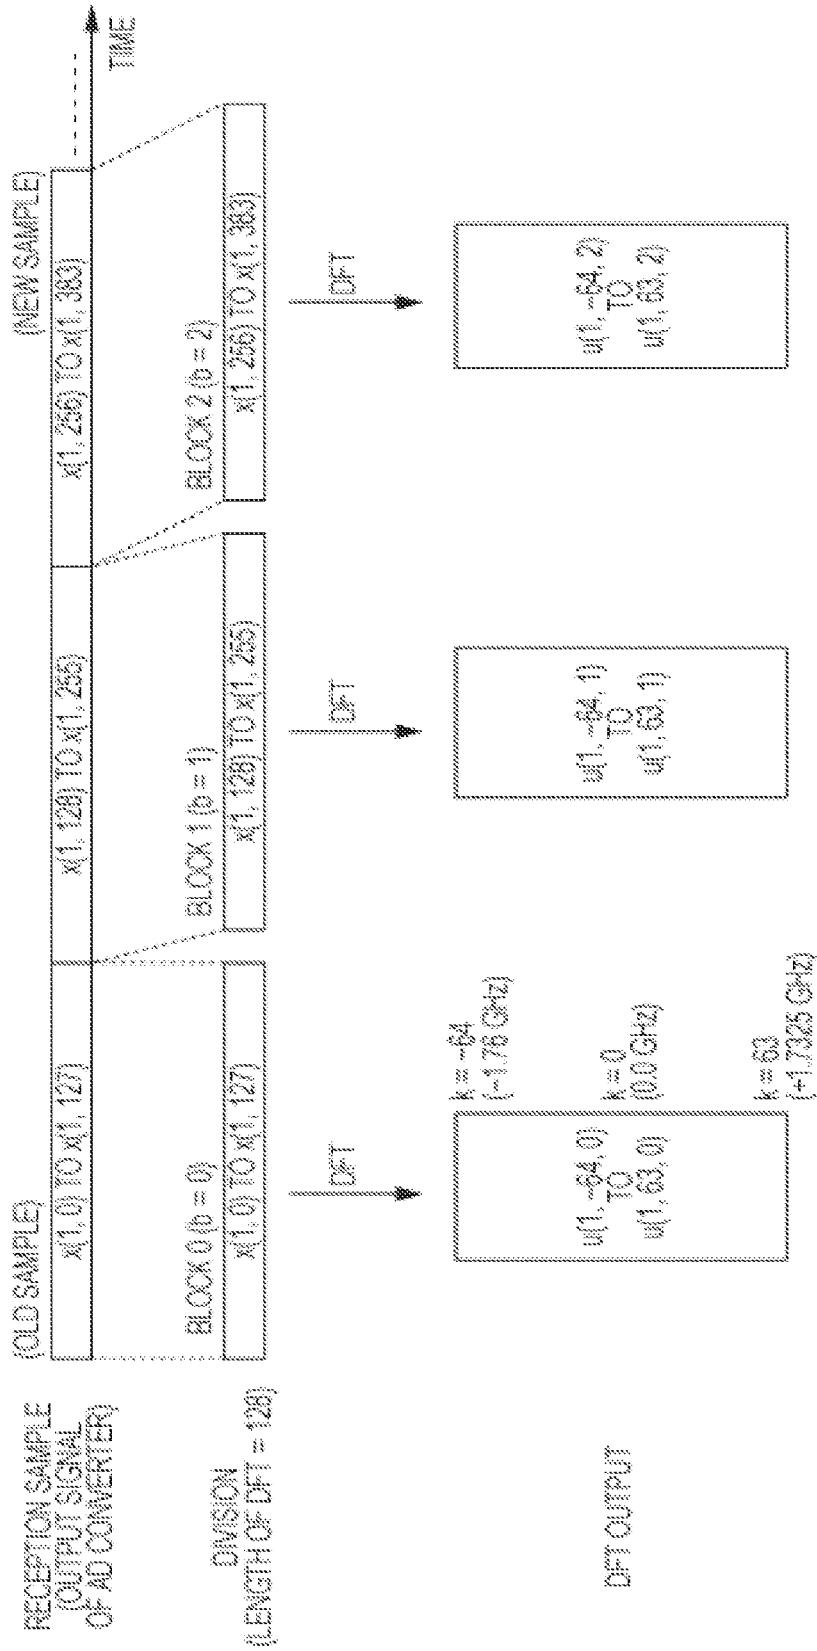 RECEPTION SAMPLE
(OUTPUT SIGNAL
OF AD CONVERTER)
(OLD SAMPLE)
(NEW SAMPLE)
x(1, 0) TO x(1, 127)
x(1, 128) TO x(1, 255)
x(1, 256) TO x(1, 383)
TIME
DIVISION
(LENGTH OF DFT = 128)
BLOCK 0 (b = 0)
x(1, 0) TO x(1, 127)
BLOCK 1 (b = 1)
x(1, 128) TO x(1, 255)
BLOCK 2 (b = 2)
x(1, 256) TO x(1, 383)
DFT
DFT
DFT
DFT OUTPUT
u(1, -64, 0)
TO
u(1, 63, 0)
k = -64
(-1.76 GHz)
k = 0
(0.0 GHz)
k = 63
(+1.7325 GHz)
u(1, -64, 1)
TO
u(1, 63, 1)
u(1, -64, 2)
TO
u(1, 63, 2)